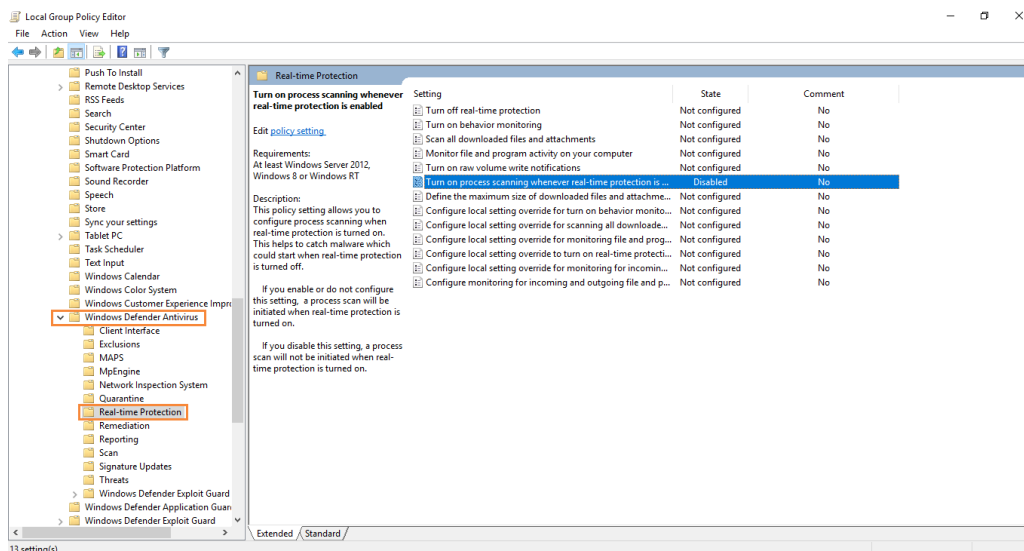 Local Group Policy Editor
File Action View Help
Push To Install
Remote Desktop Services
RSS Feeds
Search
Security Center
Shutdown Options
Smart Card
Software Protection Platform
Sound Recorder
Speech
Store
Sync your settings
Tablet PC
Task Scheduler
Text Input
Windows Calendar
Windows Color System
Windows Customer Experience Impro
Windows Defender Antivirus
Client Interface
Exclusions
MAPS
MpEngine
Network Inspection System
Quarantine
Real-time Protection
Remediation
Reporting
Scan
Signature Updates
Threats
Windows Defender Exploit Guard
Windows Defender Application Guar
Windows Defender Exploit Guard
Real-time Protection
Turn on process scanning whenever
real-time protection is enabled
Edit policy setting
Requirements:
At least Windows Server 2012,
Windows 8 or Windows RT
Description:
This policy setting allows you to
configure process scanning when
real-time protection is turned on.
This helps to catch malware which
could start when real-time protection
is turned off.
If you enable or do not configure
this setting, a process scan will be
initiated when real-time protection is
turned on.
If you disable this setting, a process
scan will not be initiated when real-
time protection is turned on.
Setting State Comment
Turn off real-time protection Not configured No
Turn on behavior monitoring Not configured No
Scan all downloaded files and attachments Not configured No
Monitor file and program activity on your computer Not configured No
Turn on raw volume write notifications Not configured No
Turn on process scanning whenever real-time protection is ... Disabled No
Define the maximum size of downloaded files and attachme... Not configured No
Configure local setting override for turn on behavior monito... Not configured No
Configure local setting override for scanning all downloade... Not configured No
Configure local setting override for monitoring file and prog... Not configured No
Configure local setting override to turn on real-time protecti... Not configured No
Configure local setting override for monitoring for incomin... Not configured No
Configure monitoring for incoming and outgoing file and p... Not configured No
Extended Standard
13 setting(s)